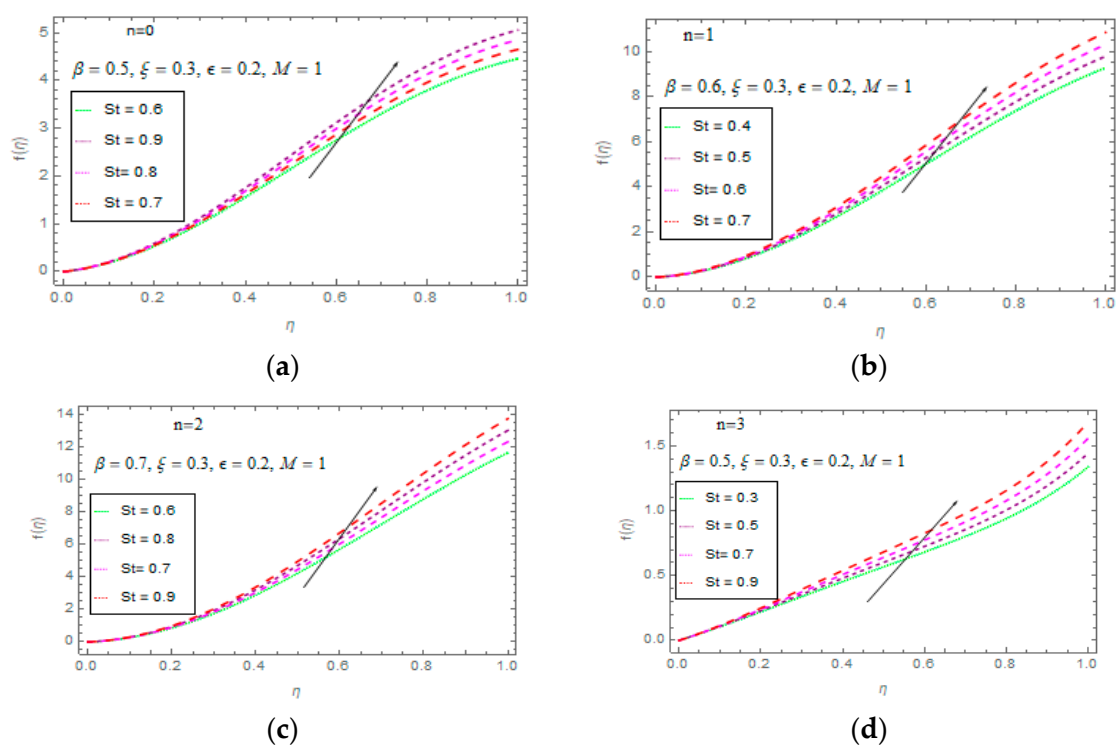 n=0
β = 0.5, ξ = 0.3, ϵ = 0.2, M = 1
St = 0.6
St = 0.9
St= 0.8
St = 0.7
f(η)
5
4
3
2
1
0
0.0 0.2 0.4 0.6 0.8 1.0
η
(a)
n=1
β = 0.6, ξ = 0.3, ϵ = 0.2, M = 1
St = 0.4
St = 0.5
St= 0.6
St = 0.7
f(η)
10
8
6
4
2
0
0.0 0.2 0.4 0.6 0.8 1.0
η
(b)
n=2
β = 0.7, ξ = 0.3, ϵ = 0.2, M = 1
St = 0.6
St = 0.8
St= 0.7
St = 0.9
f(η)
14
12
10
8
6
4
2
0
0.0 0.2 0.4 0.6 0.8 1.0
η
(c)
n=3
β = 0.5, ξ = 0.3, ϵ = 0.2, M = 1
St = 0.3
St = 0.5
St = 0.7
St = 0.9
f(η)
1.5
1.0
0.5
0.0
0.0 0.2 0.4 0.6 0.8 1.0
η
(d)